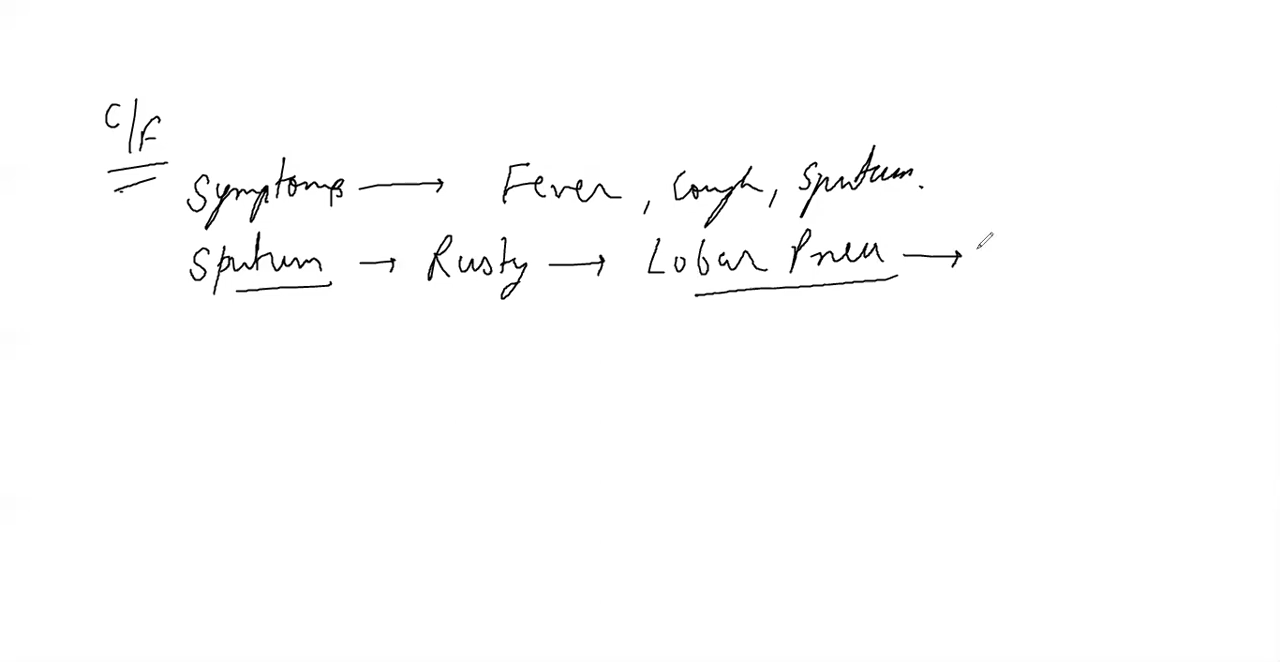 C/F
Symptoms → Fever, Cough, Sputum.
Sputum → Rusty → Lobar Pneu →